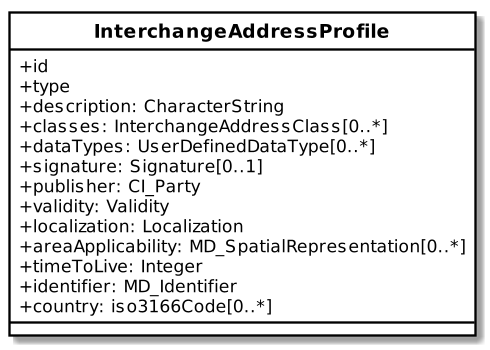 InterchangeAddressProfile
+id
+type
+description: CharacterString
+classes: InterchangeAddressClass[0..*]
+dataTypes: UserDefinedDataType[0..*]
+signature: Signature[0..1]
+publisher: CI_Party
+validity: Validity
+localization: Localization
+areaApplicability: MD_SpatialRepresentation[0..*]
+timeToLive: Integer
+identifier: MD_Identifier
+country: iso3166Code[0..*]